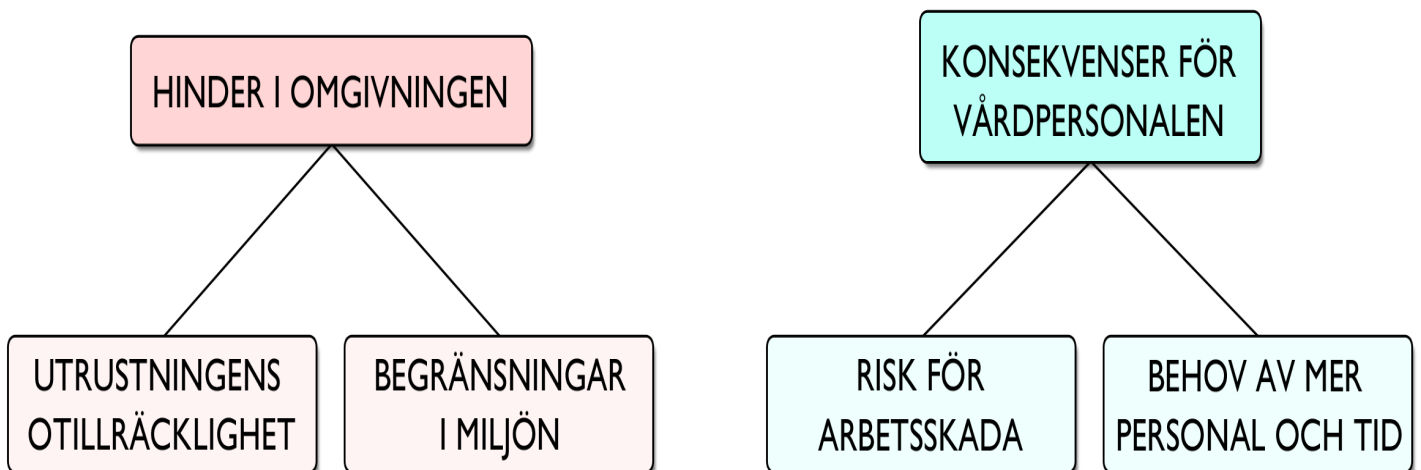 HINDER I OMGIVNINGEN
KONSEKVENSER FÖR
VÅRDPERSONALEN
UTRUSTNINGENS
OTILLRÄCKLIGHET
BEGRÄNSNINGAR
I MILJÖN
RISK FÖR
ARBETSSKADA
BEHOV AV MER
PERSONAL OCH TID